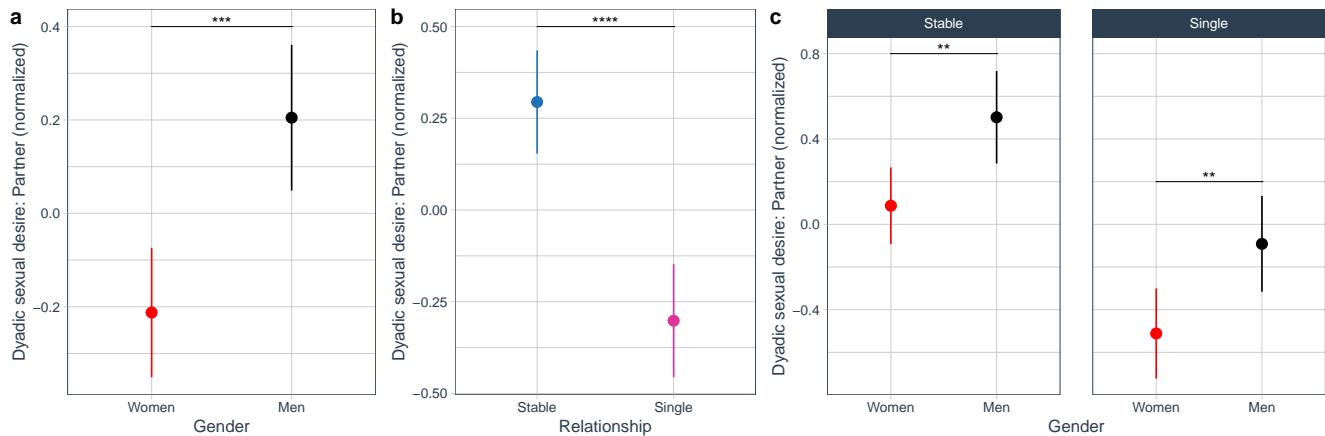 a
***
Dyadic sexual desire: Partner (normalized)
0.4
0.2
0.0
−0.2
Women
Men
Gender
b
****
Dyadic sexual desire: Partner (normalized)
0.50
0.25
0.00
−0.25
−0.50
Stable
Single
Relationship
c
Stable
Single
**
**
Dyadic sexual desire: Partner (normalized)
0.8
0.4
0.0
−0.4
Women
Men
Women
Men
Gender